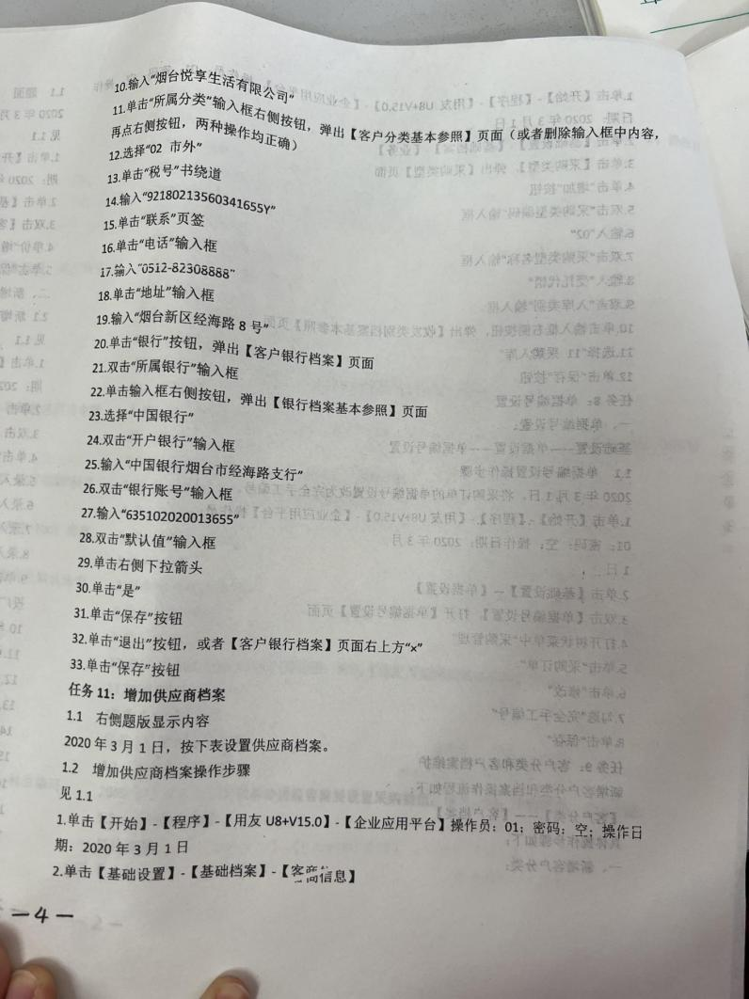 10.输入“烟台悦享生活有限公司”
11.单击“所属分类”输入框右侧按钮，弹出【客户分类基本参照】页面（或者删除输入框中内容，
再点右侧按钮，两种操作均正确）
12.选择“02 市外”
13.单击“税号”书绕道
14.输入“92180213560341655Y”
15.单击“联系”页签
16.单击“电话”输入框
17.输入“0512-82308888”
18.单击“地址”输入框
19.输入“烟台新区经海路 8 号”
20.单击“银行”按钮，弹出【客户银行档案】页面
21.双击“所属银行”输入框
22.单击输入框右侧按钮，弹出【银行档案基本参照】页面
23.选择“中国银行”
24.双击“开户银行”输入框
25.输入“中国银行烟台市经海路支行”
26.双击“银行账号”输入框
27.输入“635102020013655”
28.双击“默认值”输入框
29.单击右侧下拉箭头
30.单击“是”
31.单击“保存”按钮
32.单击“退出”按钮，或者【客户银行档案】页面右上方“×”
33.单击“保存”按钮
任务 11：增加供应商档案
1.1 右侧题版显示内容
2020 年 3 月 1 日，按下表设置供应商档案。
1.2 增加供应商档案操作步骤
见 1.1
1.单击【开始】-【程序】-【用友 U8+V15.0】-【企业应用平台】操作员：01；密码：空；操作日
期：2020 年 3 月 1 日
2.单击【基础设置】-【基础档案】-【客商信息】
—4—